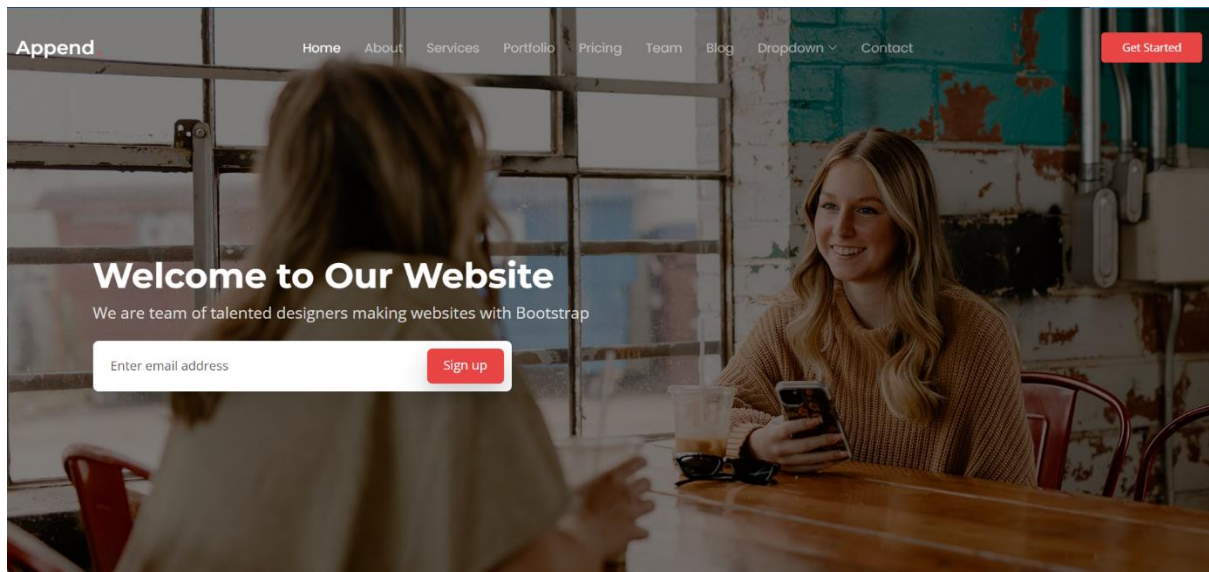 Append.
Home About Services Portfolio Pricing Team Blog Dropdown Contact
Get Started
Welcome to Our Website
We are team of talented designers making websites with Bootstrap
Enter email address
Sign up